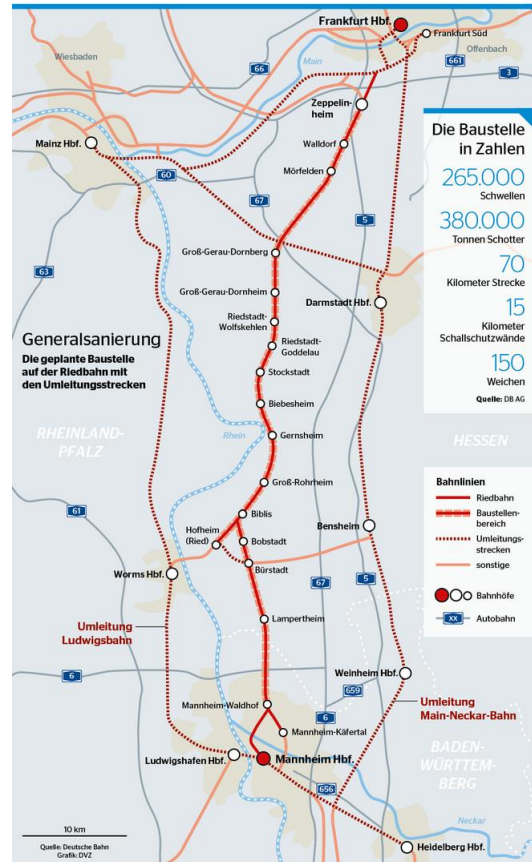 Frankfurt Hbf.
Frankfurt Süd
Offenbach
Wiesbaden
Main
66
661
3
Zeppelin-
heim
Mainz Hbf.
Walldorf
Mörfelden
60
67
5
63
Groß-Gerau-Dornberg
Groß-Gerau-Dornheim
Darmstadt Hbf.
Riedstadt-
Wolfskehlen
Riedstadt-
Goddelau
Stockstadt
Biebesheim
Gernsheim
Groß-Rohrheim
Generalsanierung
Die geplante Baustelle
auf der Riedbahn mit
den Umleitungsstrecken
RHEINLAND-
PFALZ
Rhein
HESSEN
61
Biblis
Hofheim
(Ried)
Bobstadt
Bürstadt
Bensheim
Worms Hbf.
67
5
Umleitung
Ludwigsbahn
Lampertheim
6
659
Weinheim Hbf.
Mannheim-Waldhof
6
Umleitung
Main-Neckar-Bahn
Mannheim-Käfertal
Ludwigshafen Hbf.
Mannheim Hbf.
BADEN-
WÜRTTEM-
BERG
656
Neckar
Heidelberg Hbf.
10 km
Quelle: Deutsche Bahn
Grafik: DVZ
Die Baustelle
in Zahlen
265.000
Schwellen
380.000
Tonnen Schotter
70
Kilometer Strecke
15
Kilometer
Schallschutzwände
150
Weichen
Quelle: DB AG
Bahnlinien
Riedbahn
Baustellen-
bereich
Umleitungs-
strecken
sonstige
Bahnhöfe
XX
Autobahn